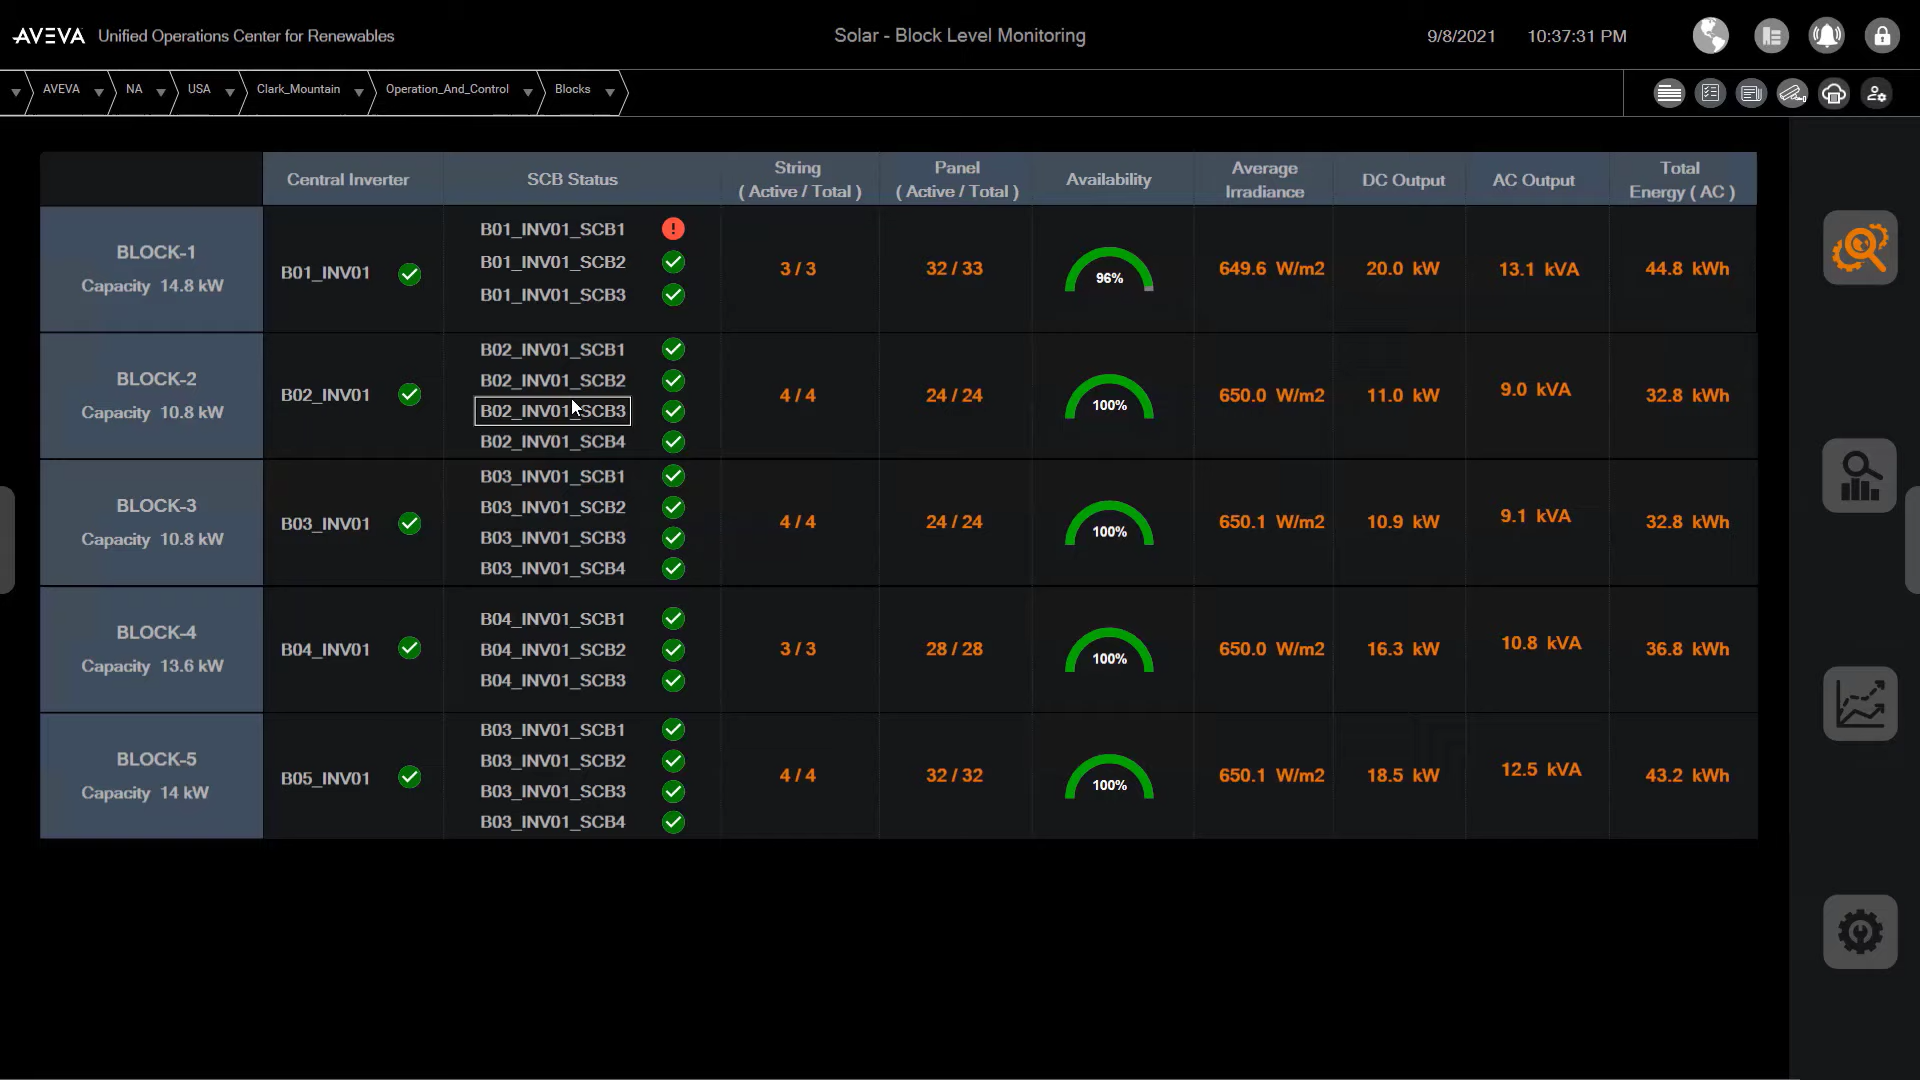 AVEVA Unified Operations Center for Renewables
Solar - Block Level Monitoring
9/8/2021 10:37:31 PM
AVEVA NA USA Clark_Mountain Operation_And_Control Blocks
Central Inverter
SCB Status
String
( Active / Total )
Panel
( Active / Total )
Availability
Average
Irradiance
DC Output
AC Output
Total
Energy ( AC )
BLOCK-1
Capacity 14.8 kW
B01_INV01
B01_INV01_SCB1
B01_INV01_SCB2
B01_INV01_SCB3
3 / 3
32 / 33
96%
649.6 W/m2
20.0 kW
13.1 kVA
44.8 kWh
BLOCK-2
Capacity 10.8 kW
B02_INV01
B02_INV01_SCB1
B02_INV01_SCB2
B02_INV01_SCB3
B02_INV01_SCB4
4 / 4
24 / 24
100%
650.0 W/m2
11.0 kW
9.0 kVA
32.8 kWh
BLOCK-3
Capacity 10.8 kW
B03_INV01
B03_INV01_SCB1
B03_INV01_SCB2
B03_INV01_SCB3
B03_INV01_SCB4
4 / 4
24 / 24
100%
650.1 W/m2
10.9 kW
9.1 kVA
32.8 kWh
BLOCK-4
Capacity 13.6 kW
B04_INV01
B04_INV01_SCB1
B04_INV01_SCB2
B04_INV01_SCB3
3 / 3
28 / 28
100%
650.0 W/m2
16.3 kW
10.8 kVA
36.8 kWh
BLOCK-5
Capacity 14 kW
B05_INV01
B03_INV01_SCB1
B03_INV01_SCB2
B03_INV01_SCB3
B03_INV01_SCB4
4 / 4
32 / 32
100%
650.1 W/m2
18.5 kW
12.5 kVA
43.2 kWh